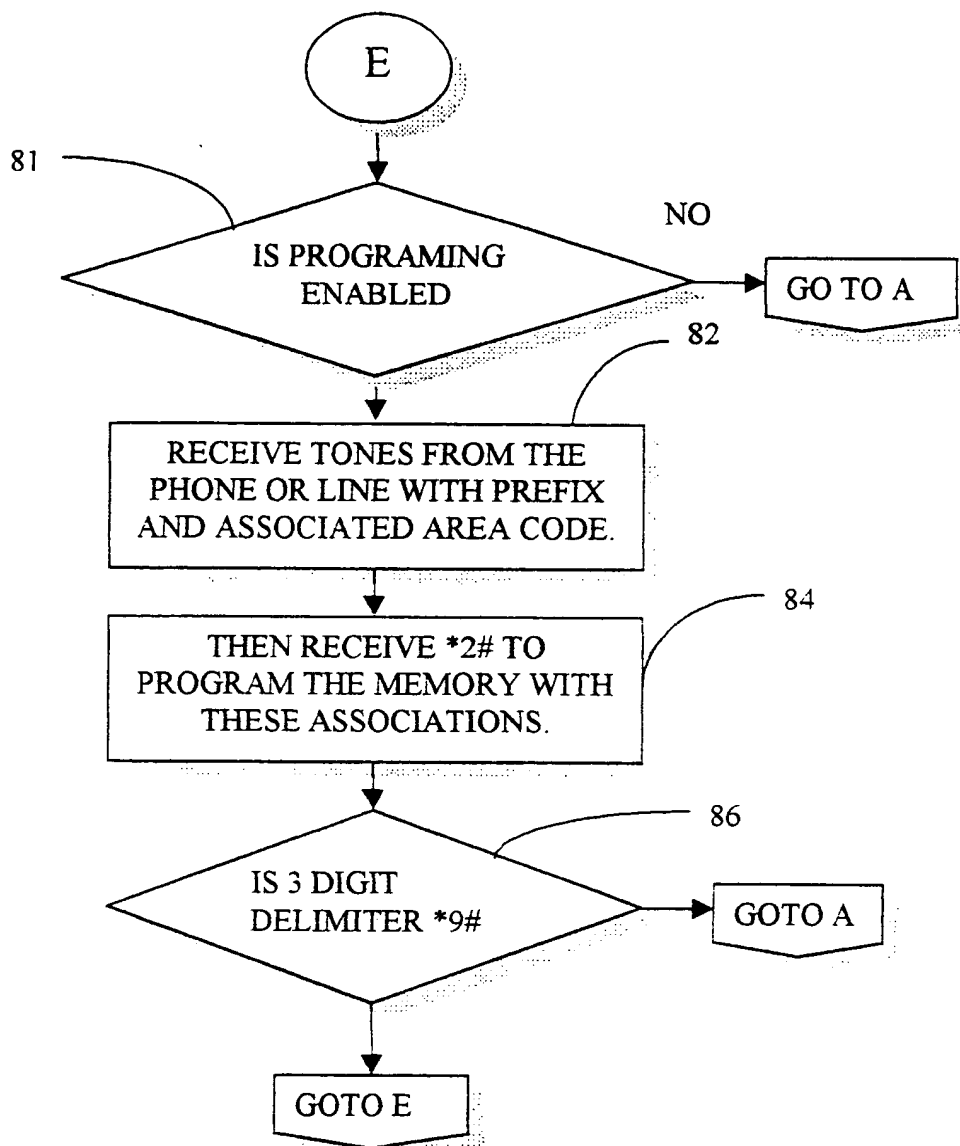 E
81
IS PROGRAMING
ENABLED
NO
GO TO A
82
RECEIVE TONES FROM THE
PHONE OR LINE WITH PREFIX
AND ASSOCIATED AREA CODE.
84
THEN RECEIVE *2# TO
PROGRAM THE MEMORY WITH
THESE ASSOCIATIONS.
86
IS 3 DIGIT
DELIMITER *9#
GOTO A
GOTO E